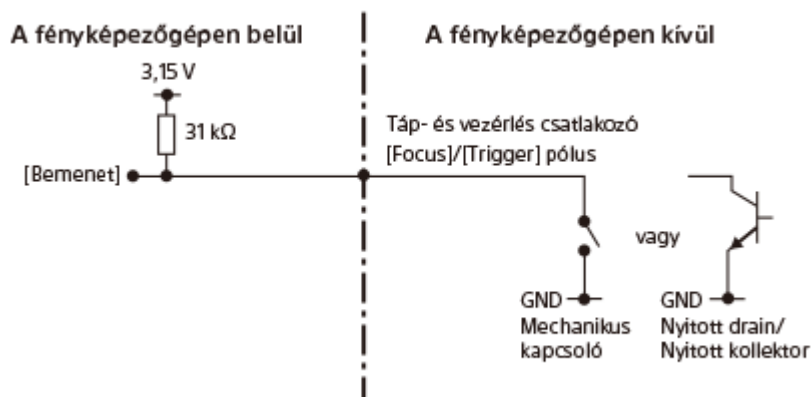 A fényképezőgépen belül
A fényképezőgépen kívül
3,15 V
31 kΩ
Táp- és vezérlés csatlakozó
[Focus]/[Trigger] pólus
[Bemenet]
vagy
GND
Mechanikus
kapcsoló
GND
Nyitott drain/
Nyitott kollektor